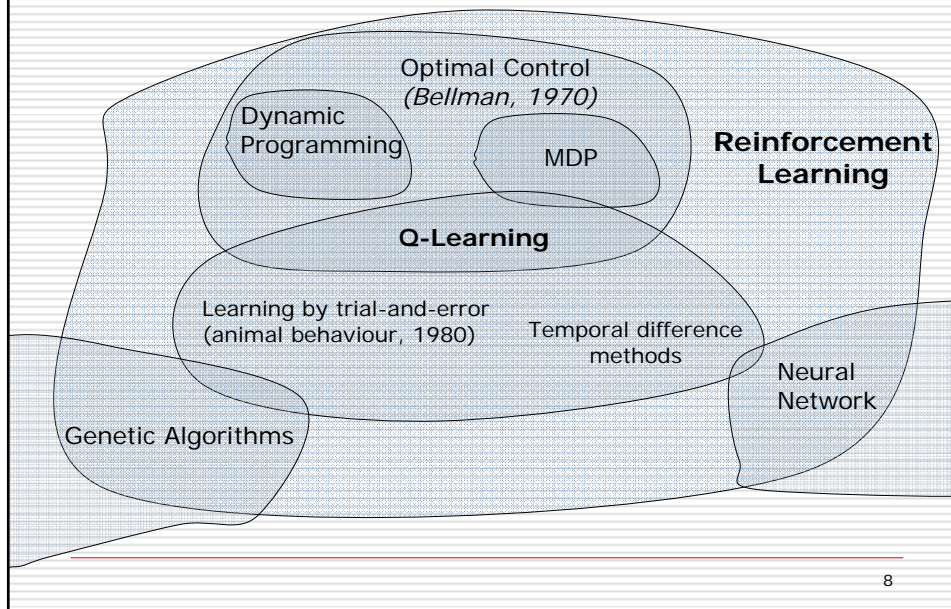 Optimal Control
(Bellman, 1970)
Dynamic
Programming
MDP
Reinforcement
Learning
Q-Learning
Learning by trial-and-error
(animal behaviour, 1980)
Temporal difference
methods
Neural
Network
Genetic Algorithms
8